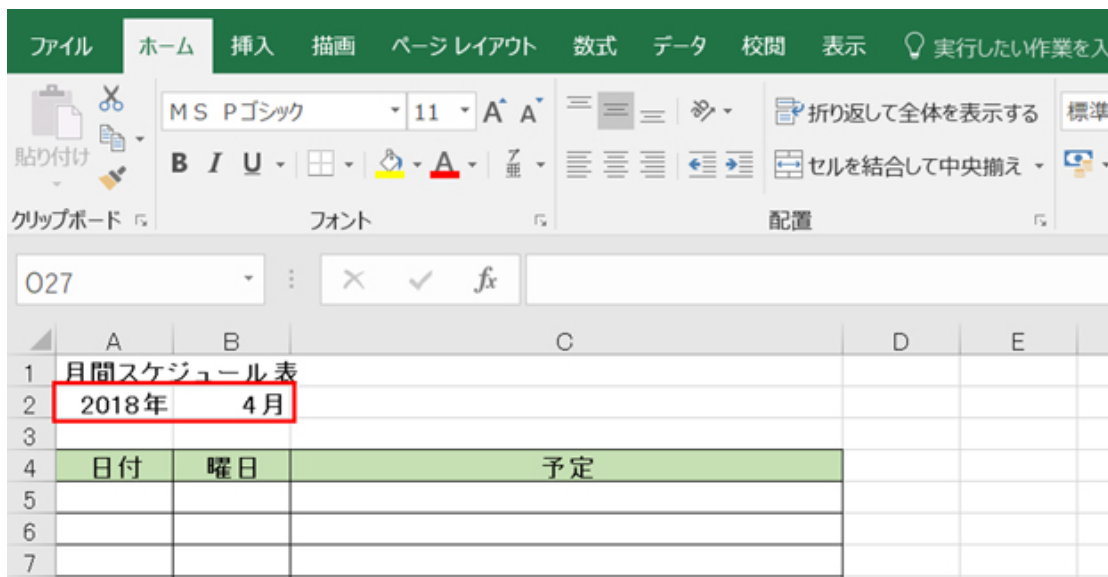 ファイル ホーム 挿入 描画 ページ レイアウト 数式 データ 校閲 表示 実行したい作業を入
MS Pゴシック 11 A A 折り返して全体を表示する 標準
貼り付け B I U A ア亜 セルを結合して中央揃え
クリップボード フォント 配置
O27 fx
A B C D E
1 月間スケジュール表
2 2018年 4月
3
4 日付 曜日 予定
5
6
7